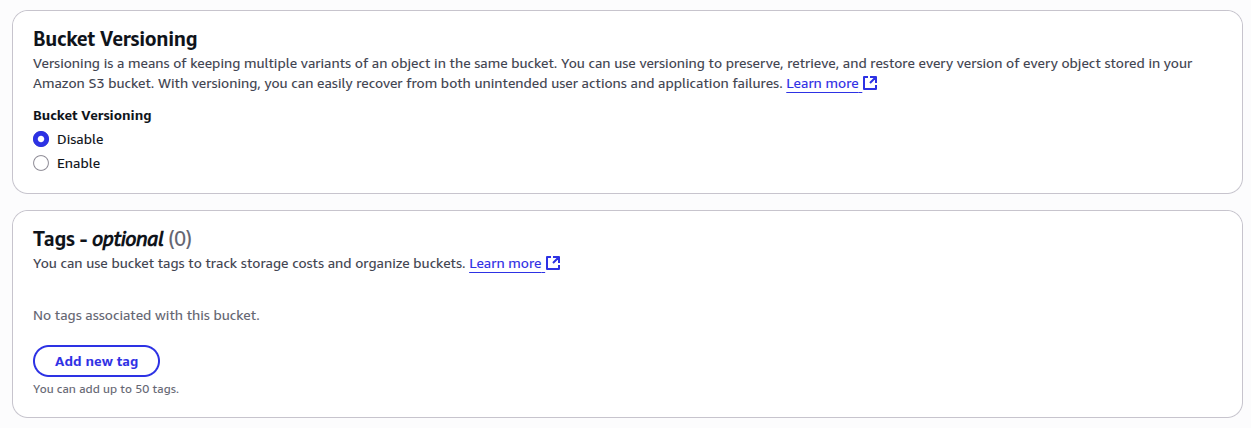 Bucket Versioning
Versioning is a means of keeping multiple variants of an object in the same bucket. You can use versioning to preserve, retrieve, and restore every version of every object stored in your
Amazon S3 bucket. With versioning, you can easily recover from both unintended user actions and application failures. Learn more
Bucket Versioning
Disable
Enable
Tags - optional (0)
You can use bucket tags to track storage costs and organize buckets. Learn more
No tags associated with this bucket.
Add new tag
You can add up to 50 tags.